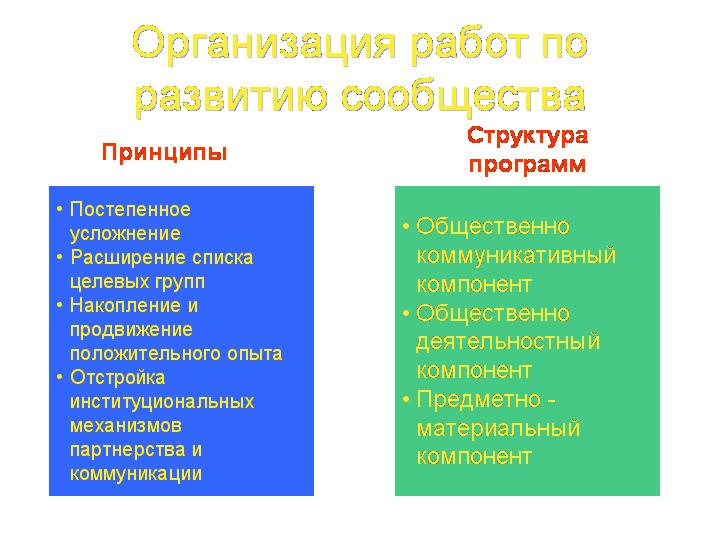 Организация работ по
развитию сообщества
Принципы
• Постепенное
усложнение
• Расширение списка
целевых групп
• Накопление и
продвижение
положительного опыта
• Отстройка
институциональных
механизмов
партнерства и
коммуникации
Структура
программ
• Общественно
коммуникативный
компонент
• Общественно
деятельностный
компонент
• Предметно -
материальный
компонент